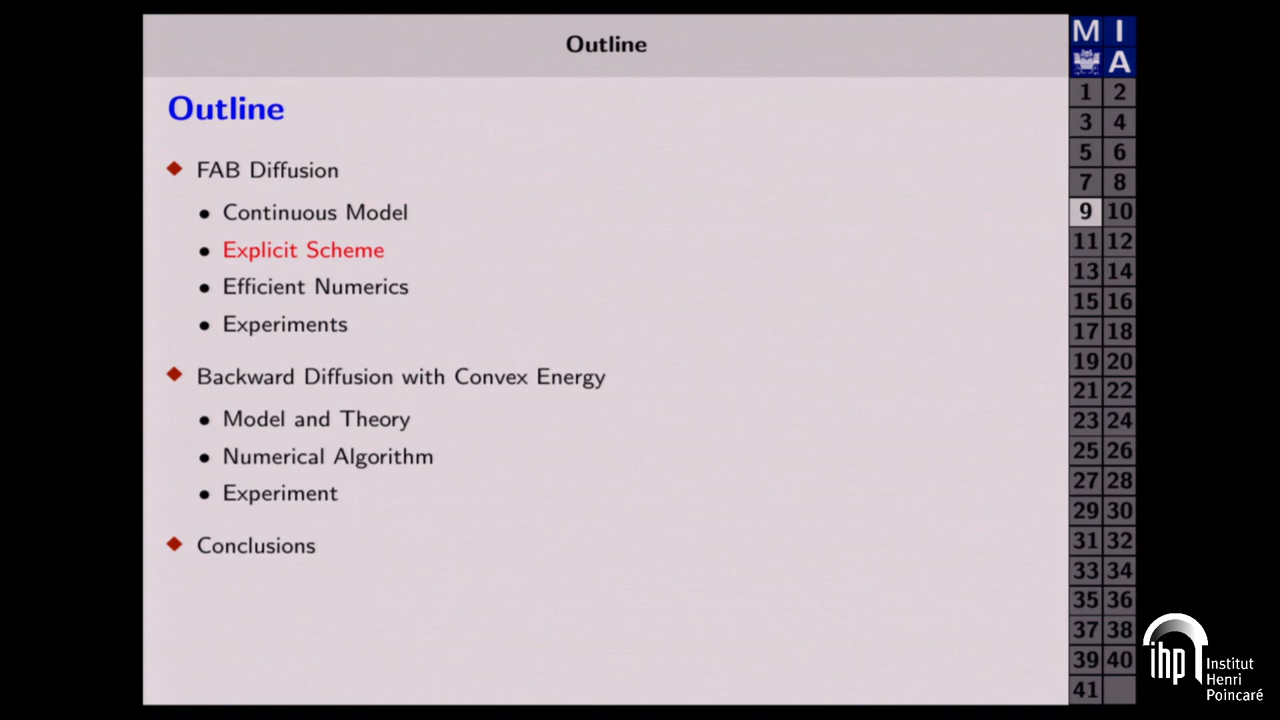 Outline
Outline
FAB Diffusion
Continuous Model
Explicit Scheme
Efficient Numerics
Experiments
Backward Diffusion with Convex Energy
Model and Theory
Numerical Algorithm
Experiment
Conclusions
M I
A
1 2
3 4
5 6
7 8
9 10
11 12
13 14
15 16
17 18
19 20
21 22
23 24
25 26
27 28
29 30
31 32
33 34
35 36
37 38
39 40
41
ihp
Institut
Henri
Poincaré